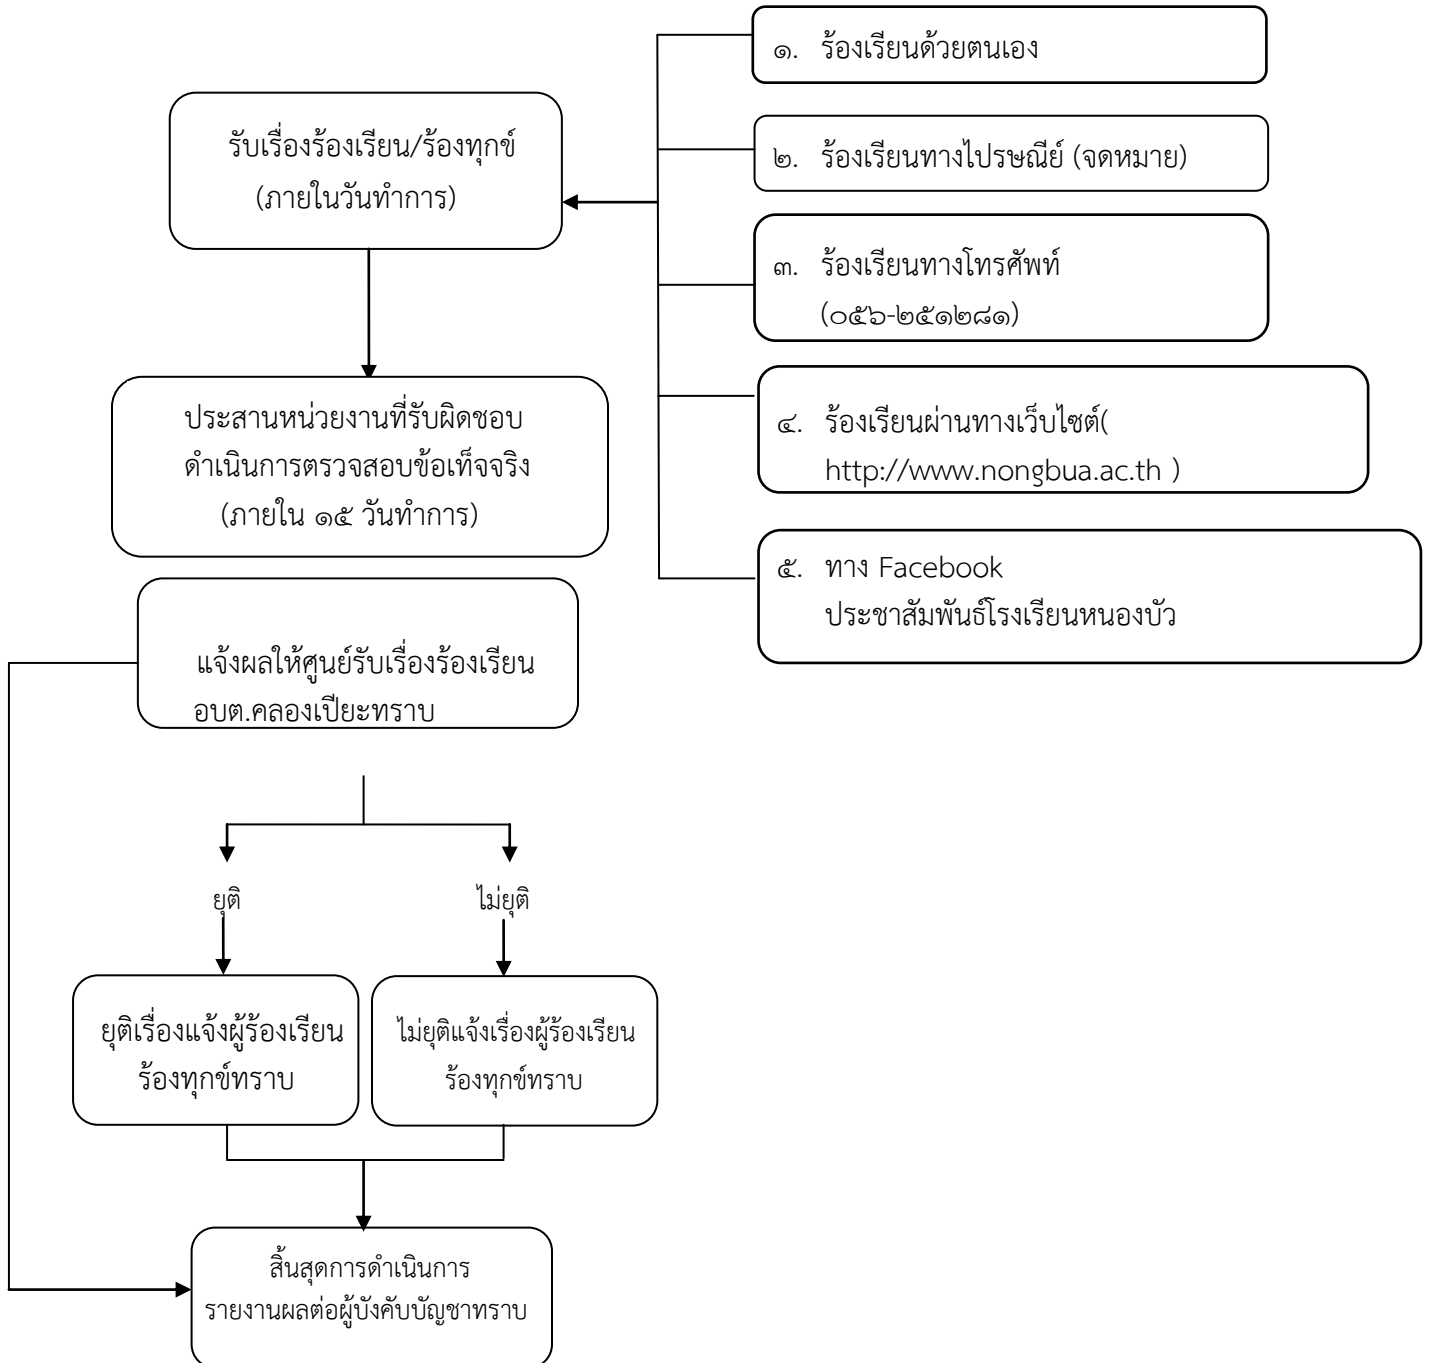 ๑. ร้องเรียนด้วยตนเอง
รับเรื่องร้องเรียน/ร้องทุกข์
(ภายในวันทำการ)
๒. ร้องเรียนทางไปรษณีย์ (จดหมาย)
๓. ร้องเรียนทางโทรศัพท์
(๐๕๖-๒๕๑๒๘๑)
ประสานหน่วยงานที่รับผิดชอบ
ดำเนินการตรวจสอบข้อเท็จจริง
(ภายใน ๑๕ วันทำการ)
๔. ร้องเรียนผ่านทางเว็บไซต์(
http://www.nongbua.ac.th )
๕. ทาง Facebook
ประชาสัมพันธ์โรงเรียนหนองบัว
แจ้งผลให้ศูนย์รับเรื่องร้องเรียน
อบต.คลองเปียะทราบ
ยุติ
ไม่ยุติ
ยุติเรื่องแจ้งผู้ร้องเรียน
ร้องทุกข์ทราบ
ไม่ยุติแจ้งเรื่องผู้ร้องเรียน
ร้องทุกข์ทราบ
สิ้นสุดการดำเนินการ
รายงานผลต่อผู้บังคับบัญชาทราบ